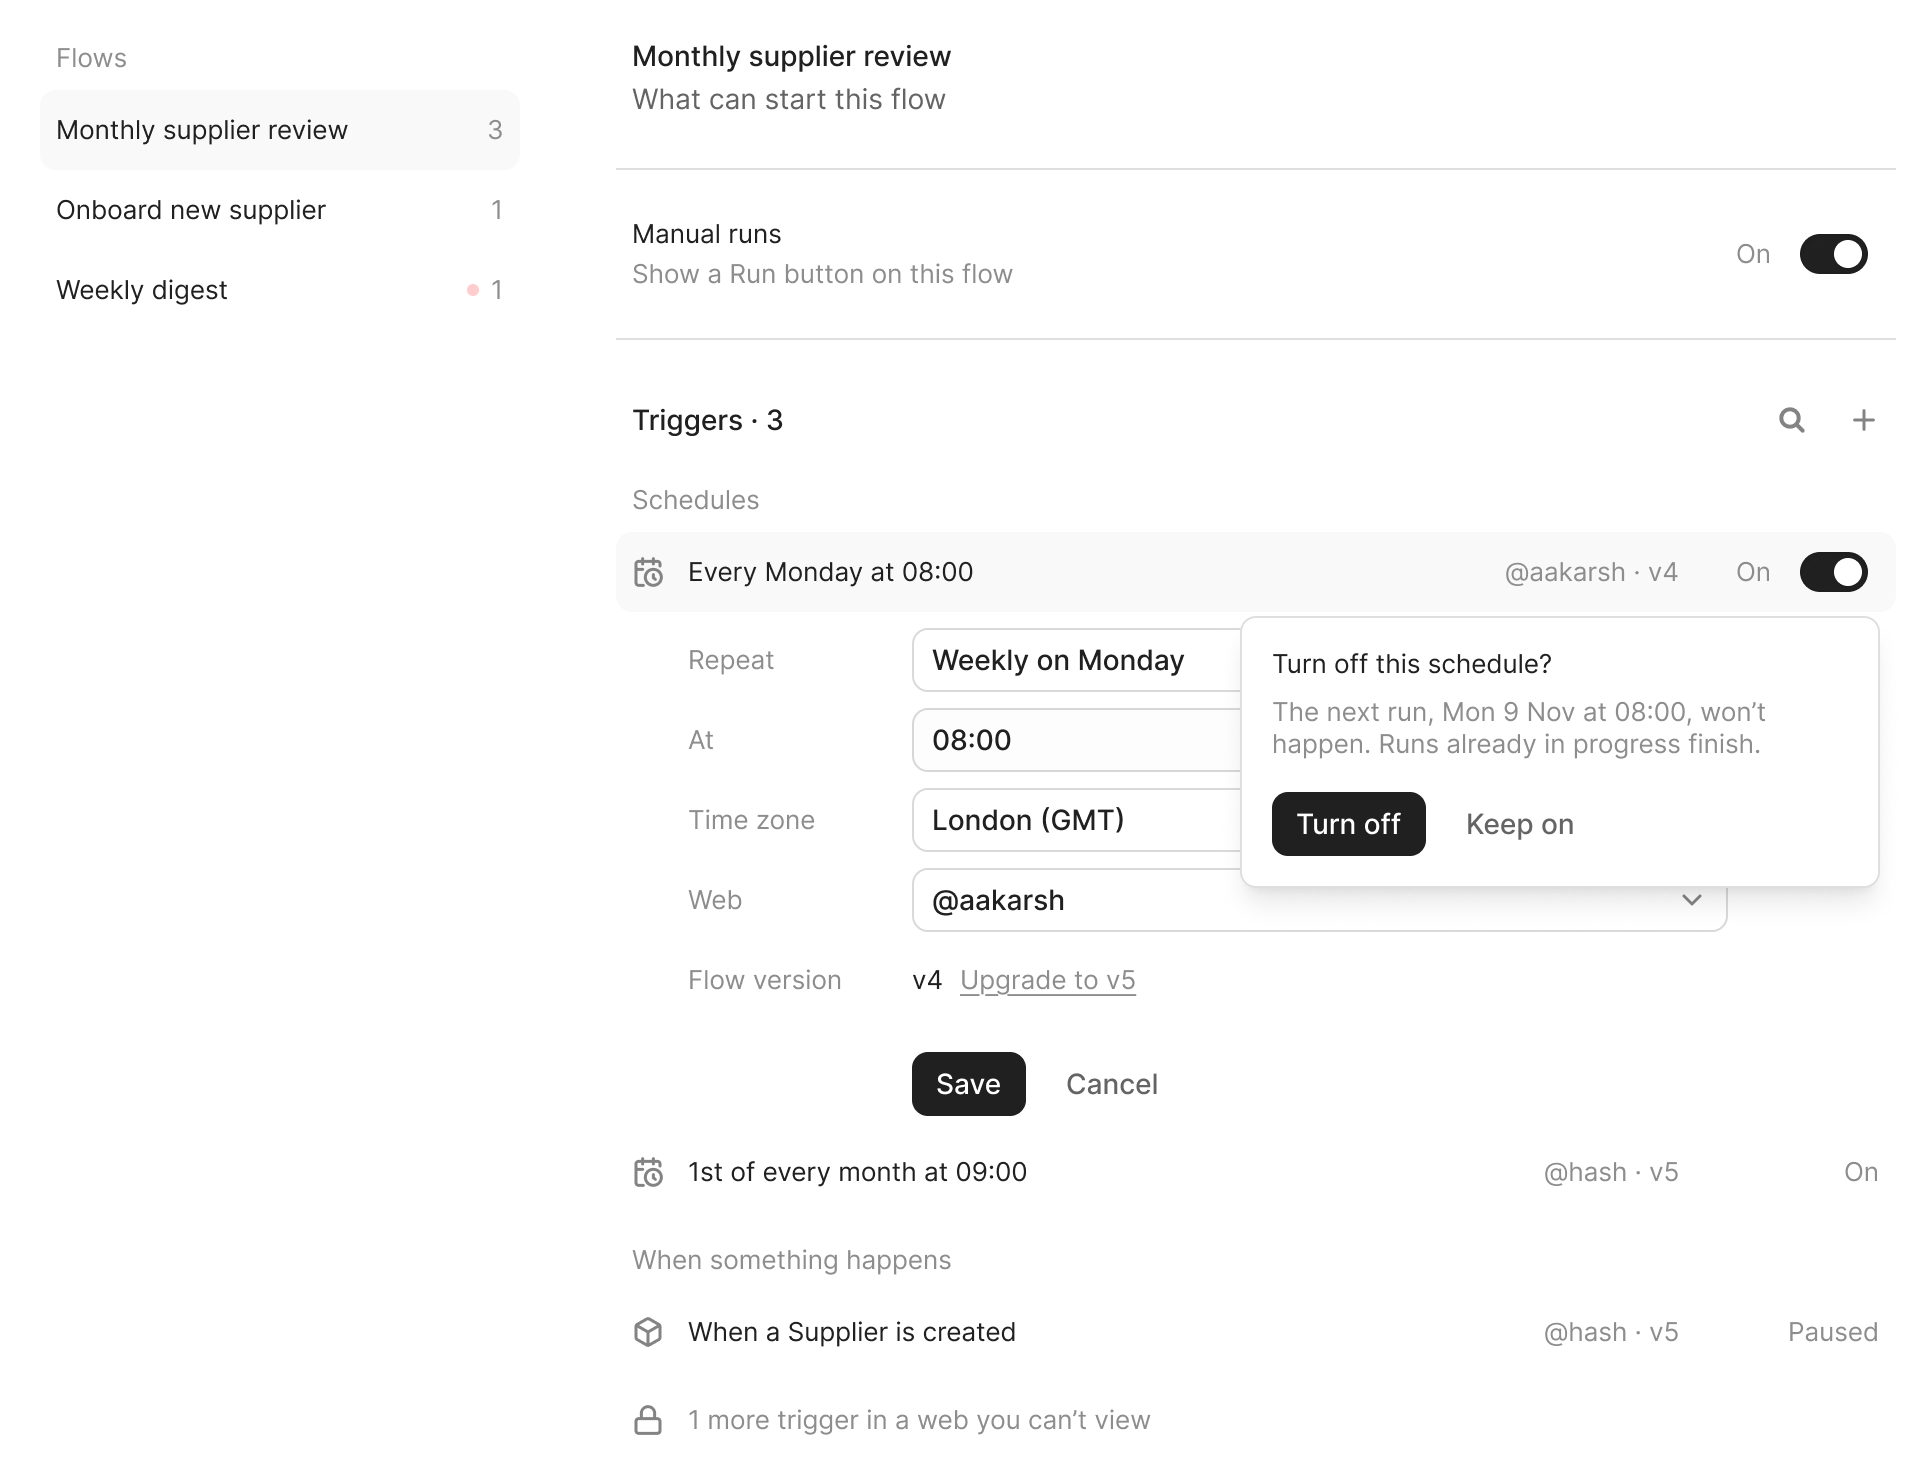 Flows
Monthly supplier review 3
Onboard new supplier 1
Weekly digest 1
Monthly supplier review
What can start this flow
Manual runs
Show a Run button on this flow
On
Triggers · 3
Schedules
Every Monday at 08:00 @aakarsh · v4 On
Repeat Weekly on Monday
At 08:00
Time zone London (GMT)
Web @aakarsh
Flow version v4 Upgrade to v5
Save Cancel
Turn off this schedule?
The next run, Mon 9 Nov at 08:00, won’t
happen. Runs already in progress finish.
Turn off Keep on
1st of every month at 09:00 @hash · v5 On
When something happens
When a Supplier is created @hash · v5 Paused
1 more trigger in a web you can’t view